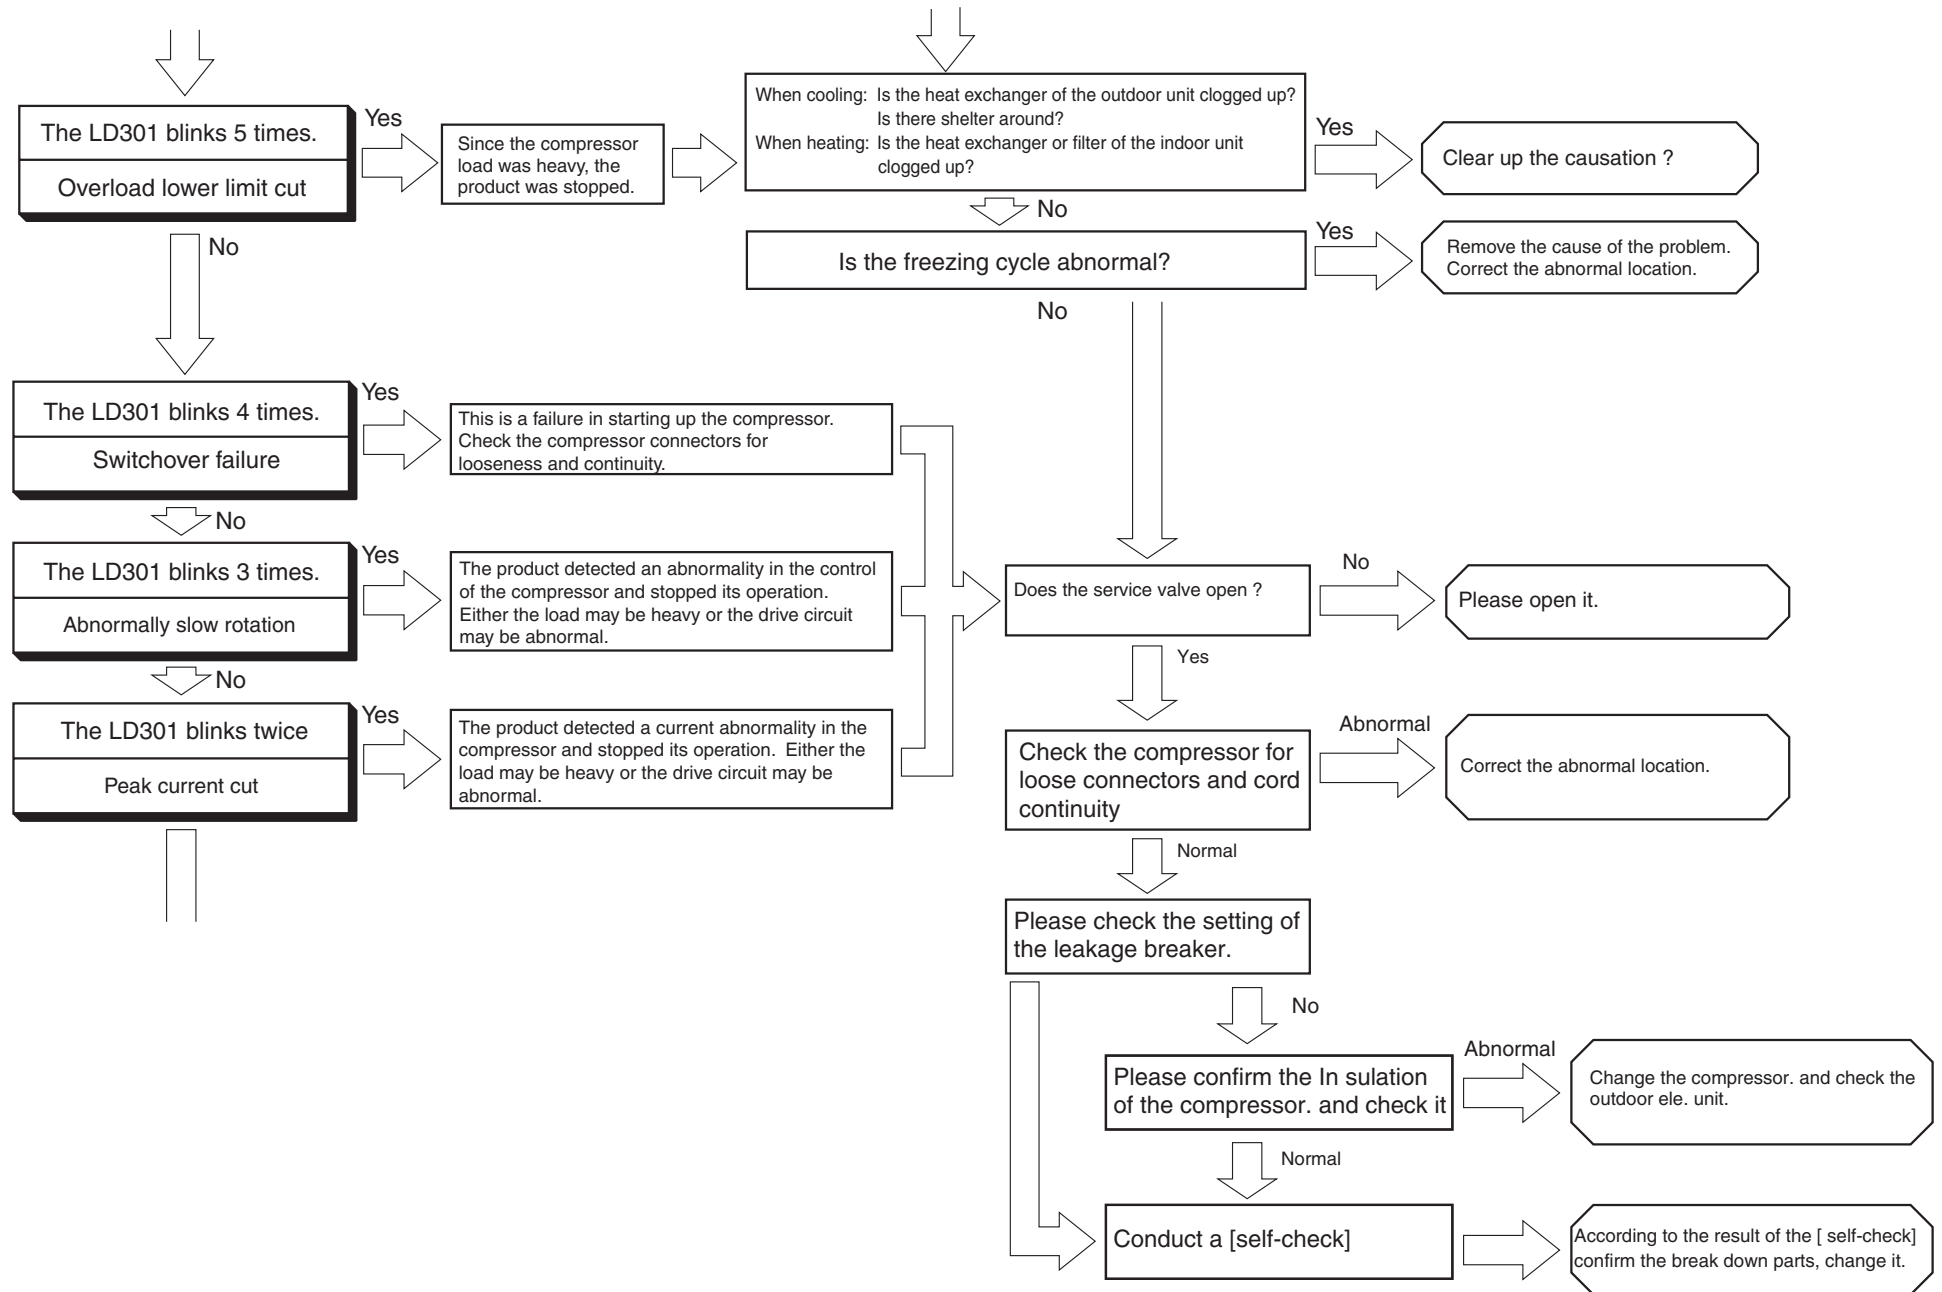 The LD301 blinks 5 times.
Overload lower limit cut
Yes
Since the compressor
load was heavy, the
product was stopped.
When cooling: Is the heat exchanger of the outdoor unit clogged up?
Is there shelter around?
When heating: Is the heat exchanger or filter of the indoor unit
clogged up?
Yes
Clear up the causation ?
No
Is the freezing cycle abnormal?
Yes
Remove the cause of the problem.
Correct the abnormal location.
No
No
The LD301 blinks 4 times.
Switchover failure
Yes
This is a failure in starting up the compressor.
Check the compressor connectors for
looseness and continuity.
No
The LD301 blinks 3 times.
Abnormally slow rotation
Yes
The product detected an abnormality in the control
of the compressor and stopped its operation.
Either the load may be heavy or the drive circuit
may be abnormal.
No
The LD301 blinks twice
Peak current cut
Yes
The product detected a current abnormality in the
compressor and stopped its operation. Either the
load may be heavy or the drive circuit may be
abnormal.
Does the service valve open ?
No
Please open it.
Yes
Check the compressor for
loose connectors and cord
continuity
Abnormal
Correct the abnormal location.
Normal
Please check the setting of
the leakage breaker.
No
Please confirm the In sulation
of the compressor. and check it
Abnormal
Change the compressor. and check the
outdoor ele. unit.
Normal
Conduct a [self-check]
According to the result of the [ self-check]
confirm the break down parts, change it.